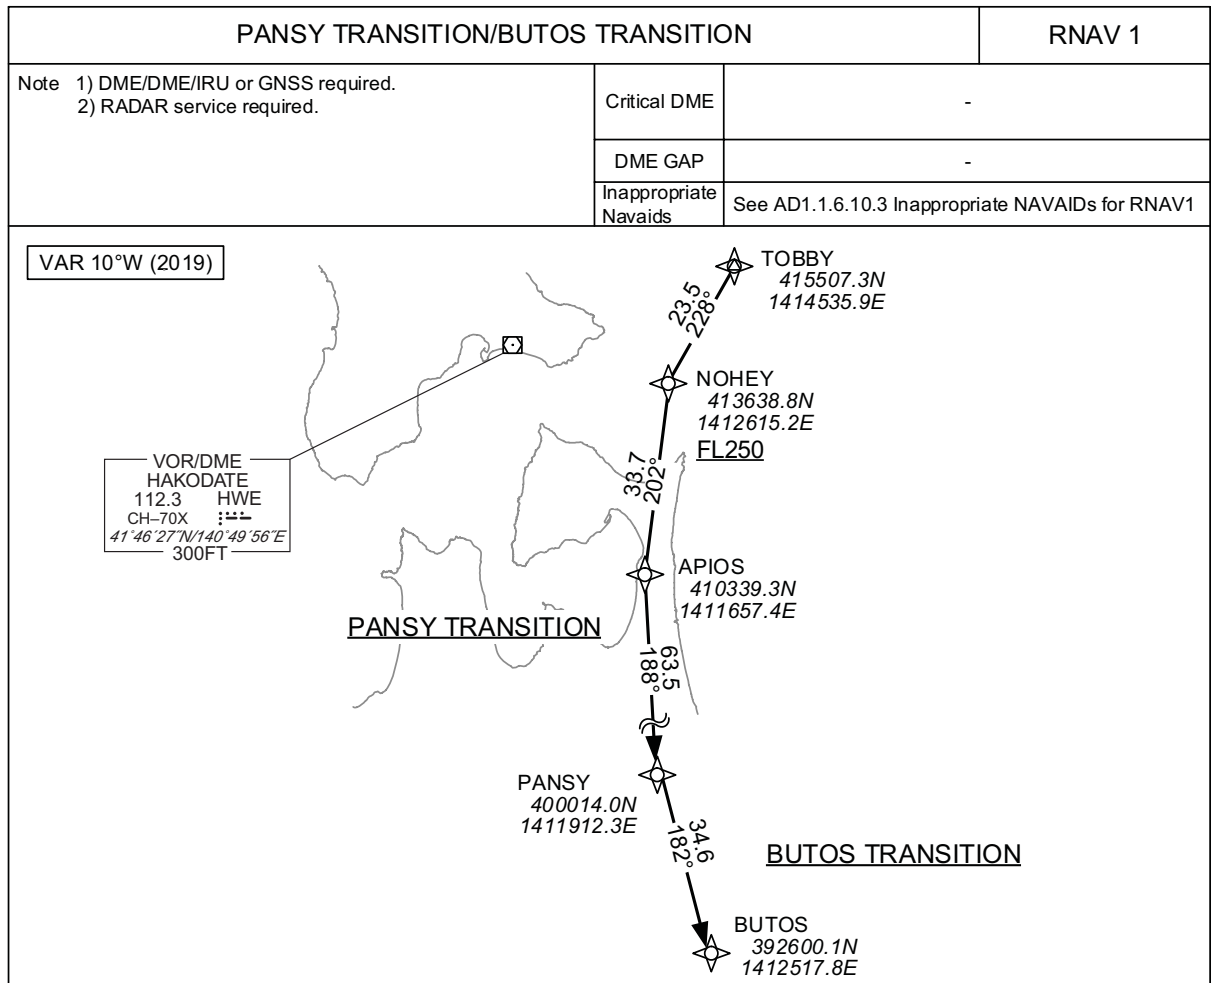 PANSY TRANSITION/BUTOS TRANSITION
RNAV 1
Note 1) DME/DME/IRU or GNSS required.
2) RADAR service required.
Critical DME
-
DME GAP
-
Inappropriate
Navaids
See AD1.1.6.10.3 Inappropriate NAVAIDs for RNAV1
VAR 10°W (2019)
TOBBY
415507.3N
1414535.9E
23.5
228°
NOHEY
413638.8N
1412615.2E
FL250
VOR/DME
HAKODATE
112.3 HWE
CH–70X
41°46′27″N/140°49′56″E
300FT
33.7
202°
APIOS
410339.3N
1411657.4E
PANSY TRANSITION
63.5
188°
PANSY
400014.0N
1411912.3E
34.6
182°
BUTOS TRANSITION
BUTOS
392600.1N
1412517.8E